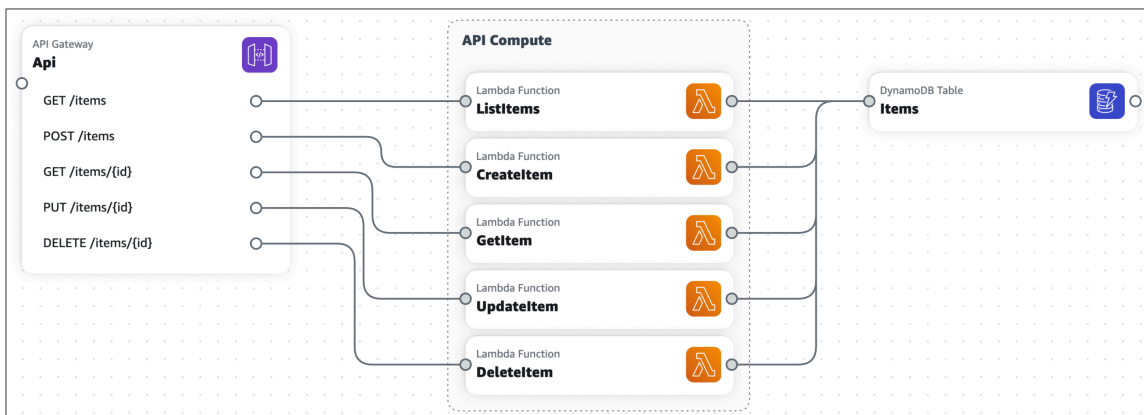 API Gateway
Api
GET /items
POST /items
GET /items/{id}
PUT /items/{id}
DELETE /items/{id}
API Compute
Lambda Function
ListItems
Lambda Function
CreateItem
Lambda Function
GetItem
Lambda Function
UpdateItem
Lambda Function
DeleteItem
DynamoDB Table
Items